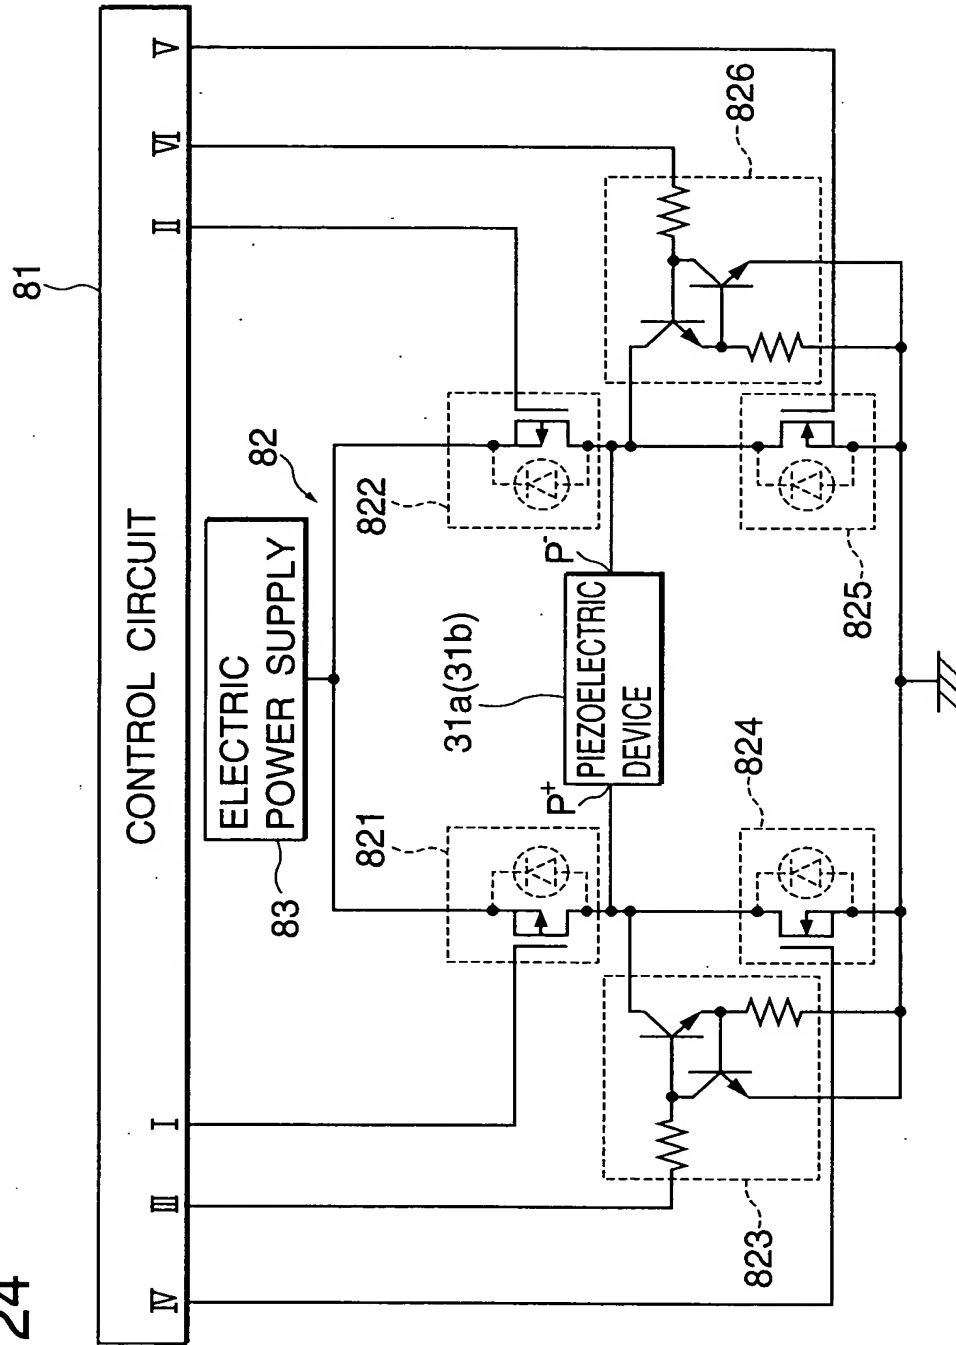 24
81
CONTROL CIRCUIT
IV
III
I
II
VI
V
ELECTRIC
POWER SUPPLY
83
82
821
822
823
824
825
826
31a(31b)
P+
P-
PIEZOELECTRIC
DEVICE